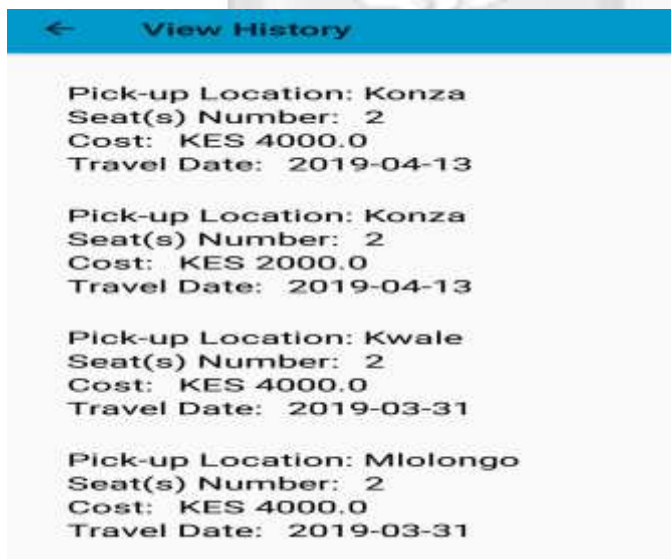 View History
Pick-up Location: Konza
Seat(s) Number: 2
Cost: KES 4000.0
Travel Date: 2019-04-13
Pick-up Location: Konza
Seat(s) Number: 2
Cost: KES 2000.0
Travel Date: 2019-04-13
Pick-up Location: Kwale
Seat(s) Number: 2
Cost: KES 4000.0
Travel Date: 2019-03-31
Pick-up Location: Mlolongo
Seat(s) Number: 2
Cost: KES 4000.0
Travel Date: 2019-03-31